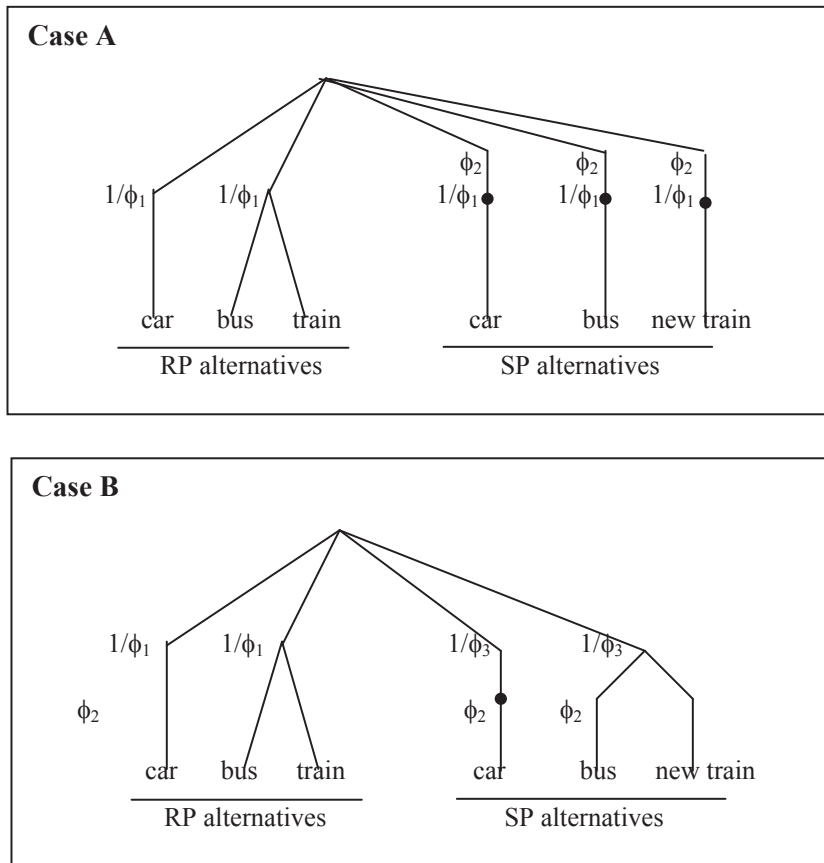 Case A
ϕ₂ ϕ₂ ϕ₂
1/ϕ₁ 1/ϕ₁ 1/ϕ₁ 1/ϕ₁ 1/ϕ₁
car bus train car bus new train
RP alternatives SP alternatives
Case B
1/ϕ₁ 1/ϕ₁ 1/ϕ₃ 1/ϕ₃
ϕ₂ ϕ₂ ϕ₂
car bus train car bus new train
RP alternatives SP alternatives